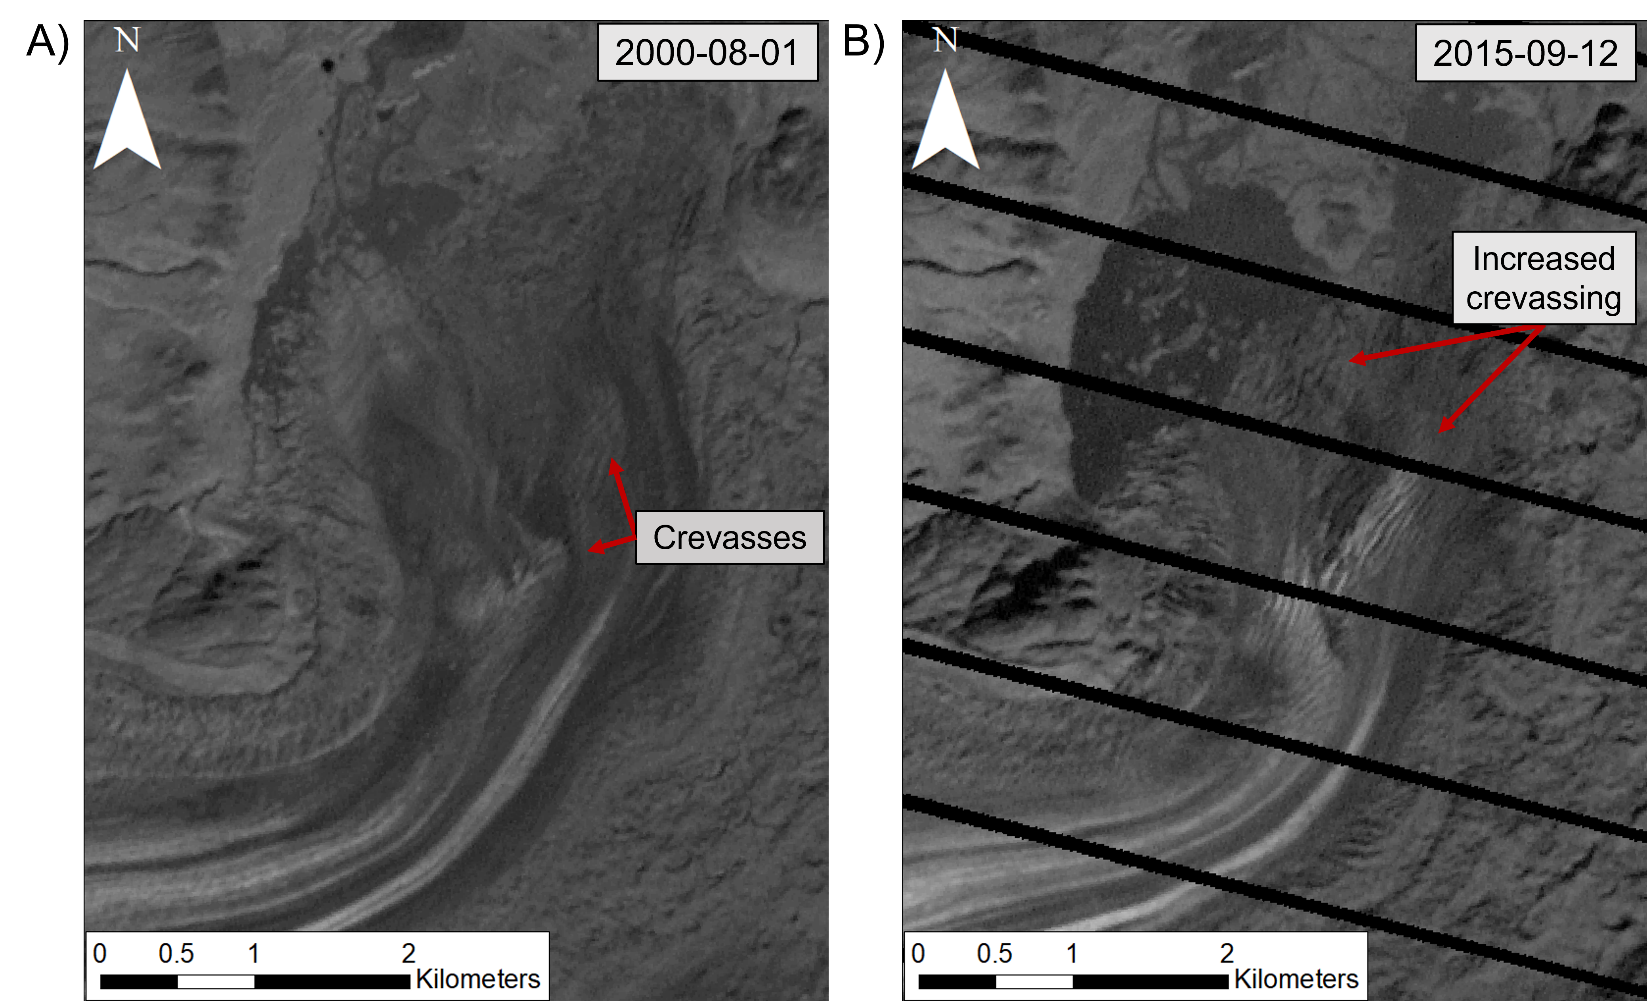 A)
N
2000-08-01
Crevasses
0 0.5 1 2
Kilometers
B)
N
2015-09-12
Increased
crevassing
0 0.5 1 2
Kilometers